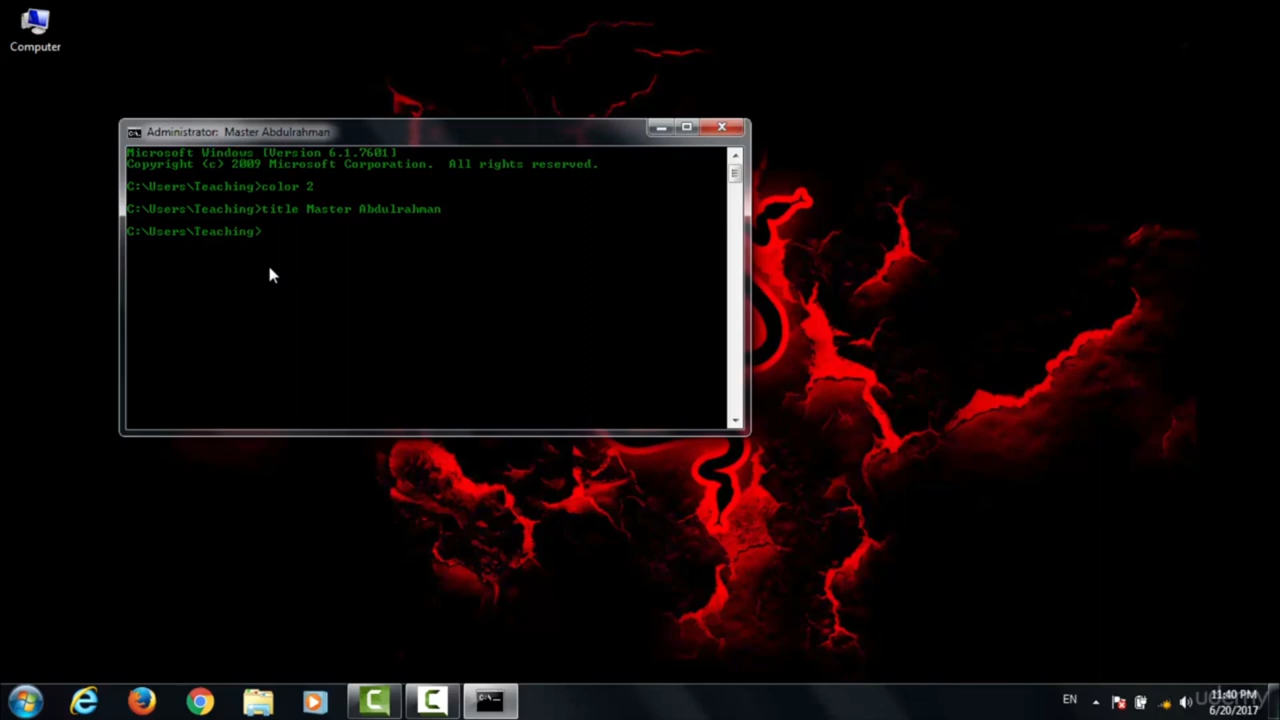 Computer
Administrator: Master Abdulrahman
Microsoft Windows [Version 6.1.7601]
Copyright (c) 2009 Microsoft Corporation. All rights reserved.
C:\Users\Teaching>color 2
C:\Users\Teaching>title Master Abdulrahman
C:\Users\Teaching>
EN
11:40 PM
6/20/2017
udemy